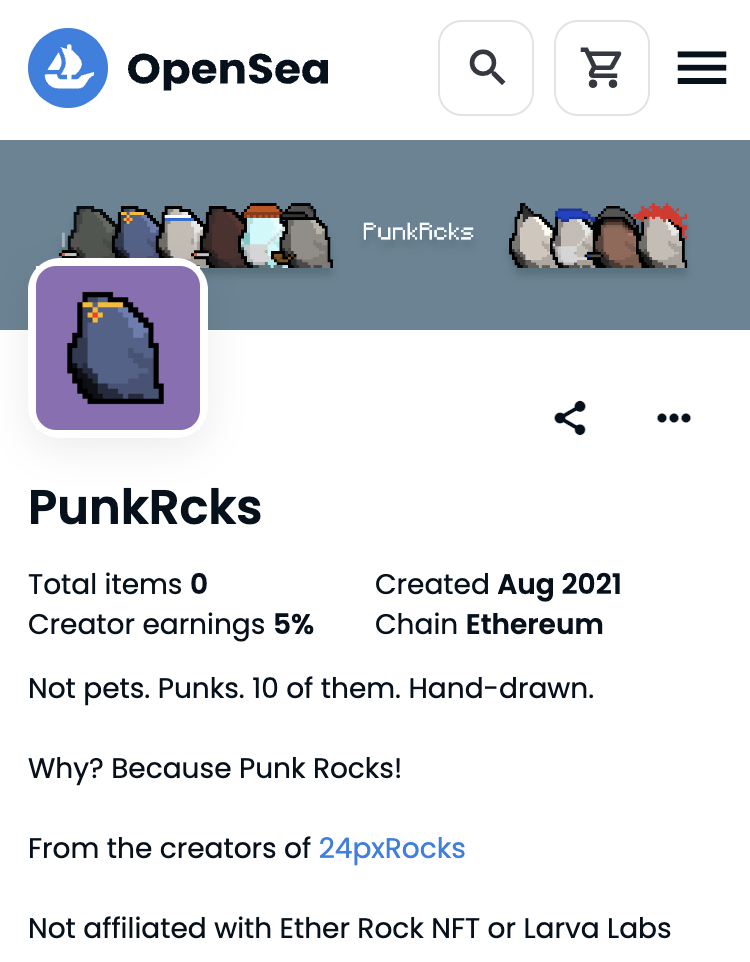 OpenSea
PunkRcks
PunkRcks
Total items 0
Created Aug 2021
Creator earnings 5%
Chain Ethereum
Not pets. Punks. 10 of them. Hand-drawn.
Why? Because Punk Rocks!
From the creators of 24pxRocks
Not affiliated with Ether Rock NFT or Larva Labs